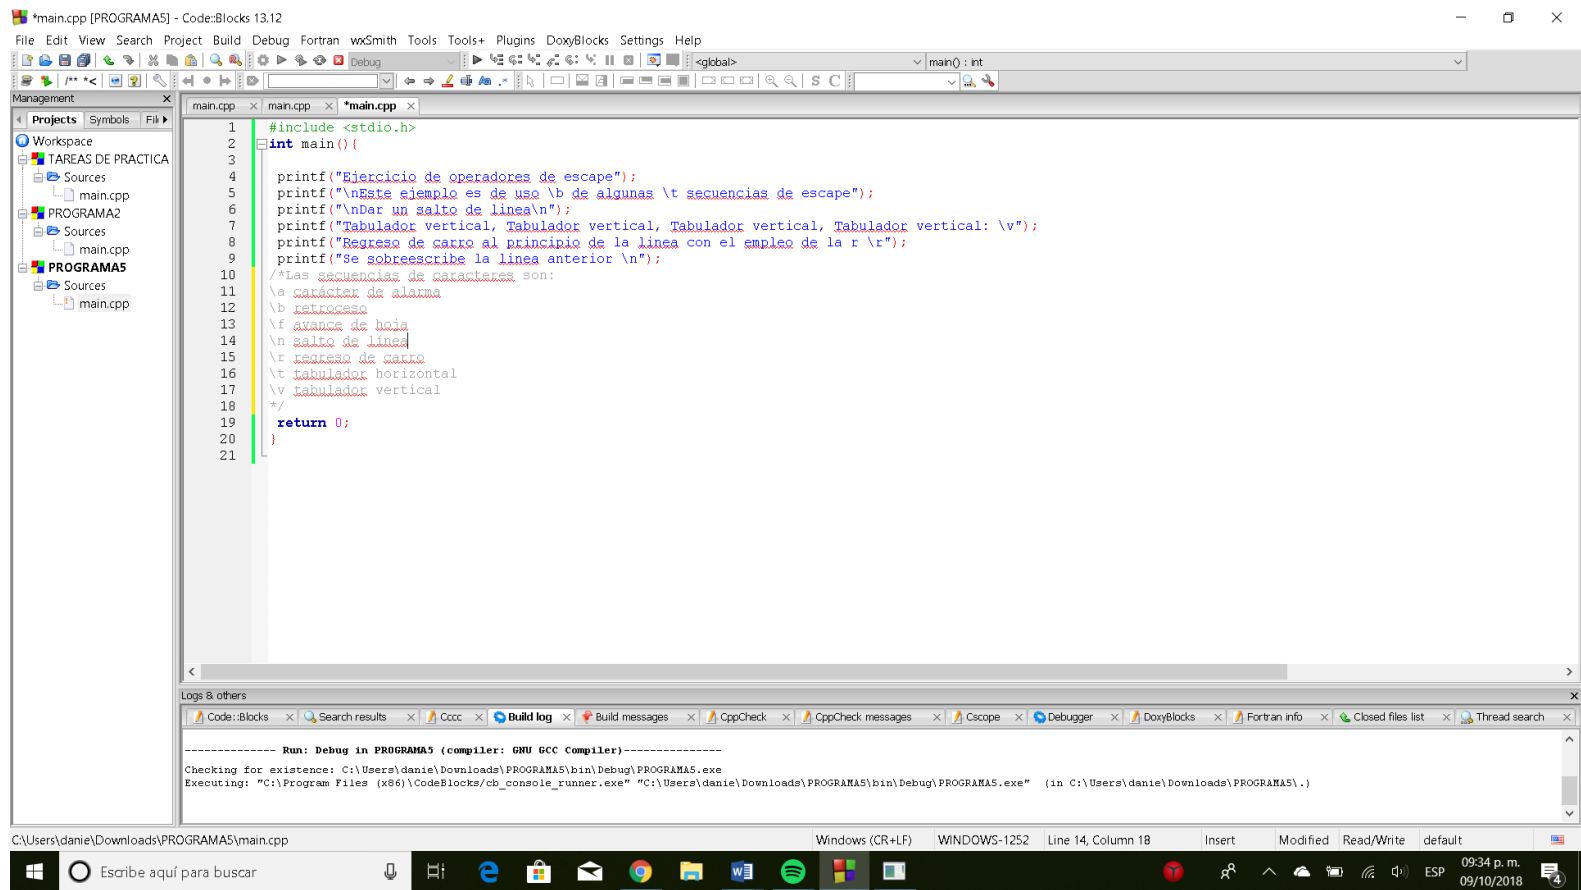 *main.cpp [PROGRAMA5] - Code::Blocks 13.12
File Edit View Search Project Build Debug Fortran wxSmith Tools Tools+ Plugins DoxyBlocks Settings Help
Debug <global> main() : int
/** *< S C
Management
Projects Symbols Fil
Workspace
TAREAS DE PRACTICA
Sources
main.cpp
PROGRAMA2
Sources
main.cpp
PROGRAMA5
Sources
main.cpp
main.cpp main.cpp *main.cpp
1 #include <stdio.h>
2 int main(){
3
4 printf("Ejercicio de operadores de escape");
5 printf("\nEste ejemplo es de uso \b de algunas \t secuencias de escape");
6 printf("\nDar un salto de linea\n");
7 printf("Tabulador vertical, Tabulador vertical, Tabulador vertical, Tabulador vertical: \v");
8 printf("Regreso de carro al principio de la linea con el empleo de la r \r");
9 printf("Se sobreescribe la linea anterior \n");
10 /*Las secuencias de caracteres son:
11 \a carácter de alarma
12 \b retroceso
13 \f avance de hoja
14 \n salto de línea
15 \r regreso de carro
16 \t tabulador horizontal
17 \v tabulador vertical
18 */
19 return 0;
20 }
21
Logs & others
Code::Blocks Search results Cccc Build log Build messages CppCheck CppCheck messages Cscope Debugger DoxyBlocks Fortran info Closed files list Thread search
-------------- Run: Debug in PROGRAMA5 (compiler: GNU GCC Compiler)---------------
Checking for existence: C:\Users\danie\Downloads\PROGRAMA5\bin\Debug\PROGRAMA5.exe
Executing: "C:\Program Files (x86)\CodeBlocks/cb_console_runner.exe" "C:\Users\danie\Downloads\PROGRAMA5\bin\Debug\PROGRAMA5.exe" (in C:\Users\danie\Downloads\PROGRAMA5\.)
C:\Users\danie\Downloads\PROGRAMA5\main.cpp Windows (CR+LF) WINDOWS-1252 Line 14, Column 18 Insert Modified Read/Write default
Escribe aquí para buscar ESP 09:34 p. m.
09/10/2018 4